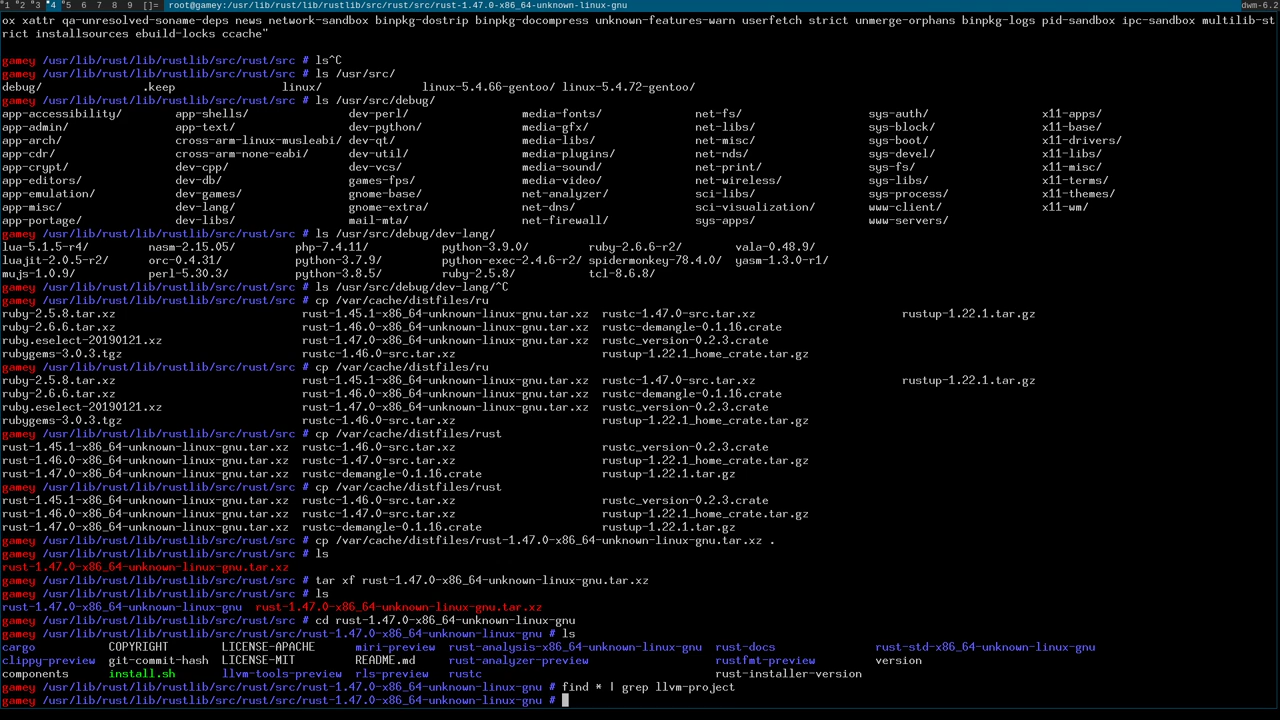 1 2 3 4 5 6 7 8 9 []= root@gamey:/usr/lib/rust/lib/rustlib/src/rust/src/rust-1.47.0-x86_64-unknown-linux-gnu dwm-6.2
ox xattr qa-unresolved-soname-deps news network-sandbox binpkg-dostrip binpkg-docompress unknown-features-warn userfetch strict unmerge-orphans binpkg-logs pid-sandbox ipc-sandbox multilib-st
rict installsources ebuild-locks ccache"
gamey /usr/lib/rust/lib/rustlib/src/rust/src # ls^C
gamey /usr/lib/rust/lib/rustlib/src/rust/src # ls /usr/src/
debug/ .keep linux/ linux-5.4.66-gentoo/ linux-5.4.72-gentoo/
gamey /usr/lib/rust/lib/rustlib/src/rust/src # ls /usr/src/debug/
app-accessibility/ app-shells/ dev-perl/ media-fonts/ net-fs/ sys-auth/ x11-apps/
app-admin/ app-text/ dev-python/ media-gfx/ net-libs/ sys-block/ x11-base/
app-arch/ cross-arm-linux-musleabi/ dev-qt/ media-libs/ net-misc/ sys-boot/ x11-drivers/
app-cdr/ cross-arm-none-eabi/ dev-util/ media-plugins/ net-nds/ sys-devel/ x11-libs/
app-crypt/ dev-cpp/ dev-vcs/ media-sound/ net-print/ sys-fs/ x11-misc/
app-editors/ dev-db/ games-fps/ media-video/ net-wireless/ sys-libs/ x11-terms/
app-emulation/ dev-games/ gnome-base/ net-analyzer/ sci-libs/ sys-process/ x11-themes/
app-misc/ dev-lang/ gnome-extra/ net-dns/ sci-visualization/ www-client/ x11-wm/
app-portage/ dev-libs/ mail-mta/ net-firewall/ sys-apps/ www-servers/
gamey /usr/lib/rust/lib/rustlib/src/rust/src # ls /usr/src/debug/dev-lang/
lua-5.1.5-r4/ nasm-2.15.05/ php-7.4.11/ python-3.9.0/ ruby-2.6.6-r2/ vala-0.48.9/
luajit-2.0.5-r2/ orc-0.4.31/ python-3.7.9/ python-exec-2.4.6-r2/ spidermonkey-78.4.0/ yasm-1.3.0-r1/
mujs-1.0.9/ perl-5.30.3/ python-3.8.5/ ruby-2.5.8/ tcl-8.6.8/
gamey /usr/lib/rust/lib/rustlib/src/rust/src # ls /usr/src/debug/dev-lang/^C
gamey /usr/lib/rust/lib/rustlib/src/rust/src # cp /var/cache/distfiles/ru
ruby-2.5.8.tar.xz rust-1.45.1-x86_64-unknown-linux-gnu.tar.xz rustc-1.47.0-src.tar.xz rustup-1.22.1.tar.gz
ruby-2.6.6.tar.xz rust-1.46.0-x86_64-unknown-linux-gnu.tar.xz rustc-demangle-0.1.16.crate
ruby.eselect-20190121.xz rust-1.47.0-x86_64-unknown-linux-gnu.tar.xz rustc_version-0.2.3.crate
rubygems-3.0.3.tgz rustc-1.46.0-src.tar.xz rustup-1.22.1_home_crate.tar.gz
gamey /usr/lib/rust/lib/rustlib/src/rust/src # cp /var/cache/distfiles/ru
ruby-2.5.8.tar.xz rust-1.45.1-x86_64-unknown-linux-gnu.tar.xz rustc-1.47.0-src.tar.xz rustup-1.22.1.tar.gz
ruby-2.6.6.tar.xz rust-1.46.0-x86_64-unknown-linux-gnu.tar.xz rustc-demangle-0.1.16.crate
ruby.eselect-20190121.xz rust-1.47.0-x86_64-unknown-linux-gnu.tar.xz rustc_version-0.2.3.crate
rubygems-3.0.3.tgz rustc-1.46.0-src.tar.xz rustup-1.22.1_home_crate.tar.gz
gamey /usr/lib/rust/lib/rustlib/src/rust/src # cp /var/cache/distfiles/rust
rust-1.45.1-x86_64-unknown-linux-gnu.tar.xz rustc-1.46.0-src.tar.xz rustc_version-0.2.3.crate
rust-1.46.0-x86_64-unknown-linux-gnu.tar.xz rustc-1.47.0-src.tar.xz rustup-1.22.1_home_crate.tar.gz
rust-1.47.0-x86_64-unknown-linux-gnu.tar.xz rustc-demangle-0.1.16.crate rustup-1.22.1.tar.gz
gamey /usr/lib/rust/lib/rustlib/src/rust/src # cp /var/cache/distfiles/rust
rust-1.45.1-x86_64-unknown-linux-gnu.tar.xz rustc-1.46.0-src.tar.xz rustc_version-0.2.3.crate
rust-1.46.0-x86_64-unknown-linux-gnu.tar.xz rustc-1.47.0-src.tar.xz rustup-1.22.1_home_crate.tar.gz
rust-1.47.0-x86_64-unknown-linux-gnu.tar.xz rustc-demangle-0.1.16.crate rustup-1.22.1.tar.gz
gamey /usr/lib/rust/lib/rustlib/src/rust/src # cp /var/cache/distfiles/rust-1.47.0-x86_64-unknown-linux-gnu.tar.xz .
gamey /usr/lib/rust/lib/rustlib/src/rust/src # ls
rust-1.47.0-x86_64-unknown-linux-gnu.tar.xz
gamey /usr/lib/rust/lib/rustlib/src/rust/src # tar xf rust-1.47.0-x86_64-unknown-linux-gnu.tar.xz
gamey /usr/lib/rust/lib/rustlib/src/rust/src # ls
rust-1.47.0-x86_64-unknown-linux-gnu rust-1.47.0-x86_64-unknown-linux-gnu.tar.xz
gamey /usr/lib/rust/lib/rustlib/src/rust/src # cd rust-1.47.0-x86_64-unknown-linux-gnu
gamey /usr/lib/rust/lib/rustlib/src/rust/src/rust-1.47.0-x86_64-unknown-linux-gnu # ls
cargo COPYRIGHT LICENSE-APACHE miri-preview rust-analysis-x86_64-unknown-linux-gnu rust-docs rust-std-x86_64-unknown-linux-gnu
clippy-preview git-commit-hash LICENSE-MIT README.md rust-analyzer-preview rustfmt-preview version
components install.sh llvm-tools-preview rls-preview rustc rust-installer-version
gamey /usr/lib/rust/lib/rustlib/src/rust/src/rust-1.47.0-x86_64-unknown-linux-gnu # find * | grep llvm-project
gamey /usr/lib/rust/lib/rustlib/src/rust/src/rust-1.47.0-x86_64-unknown-linux-gnu #